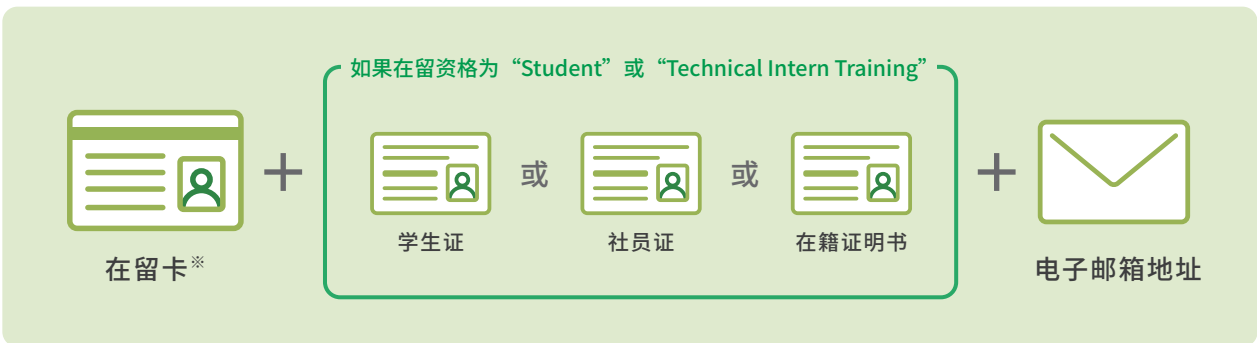 如果在留资格为“Student”或“Technical Intern Training”
在留卡※
+
学生证
或
社员证
或
在籍证明书
+
电子邮箱地址